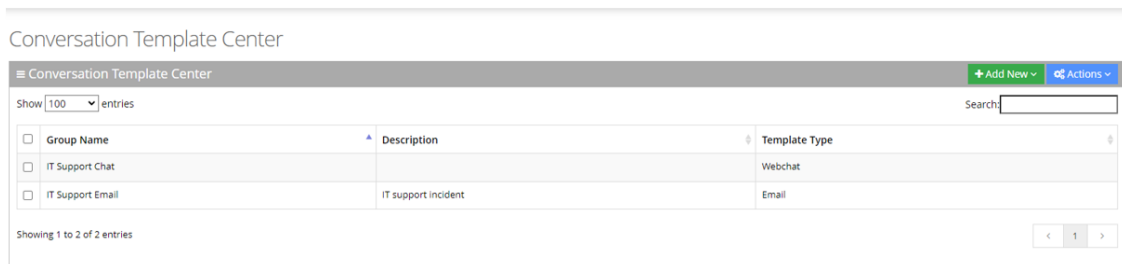 Conversation Template Center
Conversation Template Center Add New Actions
Show 100 entries Search:
Group Name Description Template Type
IT Support Chat Webchat
IT Support Email IT support incident Email
Showing 1 to 2 of 2 entries < 1 >